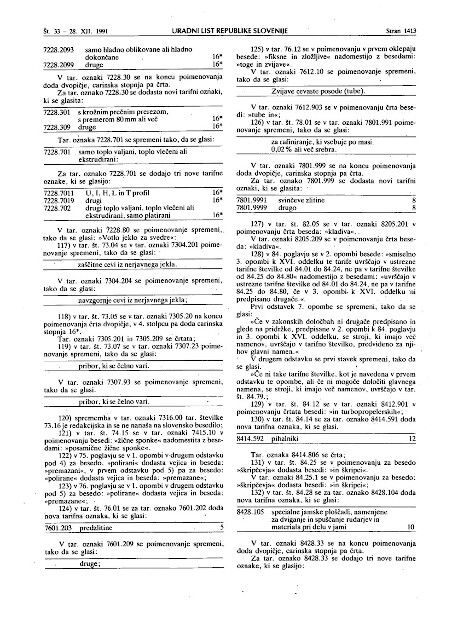 Št. 33 – 28. XII. 1991
URADNI LIST REPUBLIKE SLOVENIJE
Stran 1413
7228.2093 samo hladno oblikovane ali hladno
dokončane 16*
7228.2099 druge 16*
V tar. oznaki 7228.30 se na koncu poimenovanja
doda dvopičje, carinska stopnja pa črta.
Za tar. oznako 7228.30 se dodasta novi tarifni oznaki,
ki se glasita:
7228.301 s krožnim prečnim prerezom,
s premerom 80 mm ali več 16*
7228.309 druge 16*
Tar. oznaka 7228.701 se spremeni tako, da se glasi:
7228.701 samo toplo valjani, toplo vlečeni ali
ekstrudirani:
Za tar. oznako 7228.701 se dodajo tri nove tarifne
oznake, ki se glasijo:
7228.7011 U, I, H, L in T profil 16*
7228.7019 drugi 16*
7228.702 drugi toplo valjani, toplo vlečeni ali
ekstrudirani, samo platirani 16*
V tar. oznaki 7228.80 se poimenovanje spremeni,
tako da se glasi: »Votlo jeklo za svedre«;
117) v tar. št. 73.04 se v tar. oznaki 7304.201 poime-
novanje spremeni, tako da se glasi:
zaščitne cevi iz nerjavnega jekla.
V tar. oznaki 7304.204 se poimenovanje spremeni,
tako da se glasi:
navzgornje cevi iz nerjavnega jekla;
118) v tar. št. 73.05 se v tar. oznaki 7305.20 na koncu
poimenovanja črta dvopičje, v 4. stolpcu pa doda carinska
stopnja 16*.
Tar. oznaki 7305.201 in 7305.209 se črtata;
119) v tar. št. 73.07 se v tar. oznaki 7307.23 poime-
novanje spremeni, tako da se glasi:
pribor, ki se čelno vari.
V tar. oznaki 7307.93 se poimenovanje spremeni,
tako da se glasi:
pribor, ki se čelno vari.
120) sprememba v tar. oznaki 7316.00 tar. številke
73.16 je redakcijska in se ne nanaša na slovensko besedilo;
121) v tar. št. 74.15 se v tar. oznaki 7415.10 v
poimenovanju besedi: »žične sponke« nadomestita z bese-
dami: »posamične žične sponke«.
122) v 75. poglavju se v 1. opombi v drugem odstavku
pod 4) za besedo: »polirani« dodasta vejica in beseda:
»premazani«, v prvem odstavku pod 5) pa za besedo:
»polirane« dodasta vejica in beseda: »premazane«;
123) v 76. poglavju se v 1. opombi v drugem odstavku
pod 5) za besedo: »polirane« dodasta vejica in beseda:
»premazane«;
124) v tar. št. 76.01 se za tar. oznako 7601.202 doda
nova tarifna oznaka, ki se glasi:
7601.203 predzlitine 5
V tar. oznaki 7601.209 se poimenovanje spremeni,
tako da se glasi:
druge;
125) v tar. 76.12 se v poimenovanju v prvem oklepaju
besede: »fiksne in zložljive« nadomestijo z besedami:
»toge in zvijave«.
V tar. oznaki 7612.10 se poimenovanje spremeni,
tako da se glasi:
Zvijave cevaste posode (tube).
V tar. oznaki 7612.903 se v poimenovanju črta bese-
di: »tube in«;
126) v tar. št. 78.01 se v tar. oznaki 7801.991 poime-
novanje spremeni, tako da se glasi:
za rafiniranje, ki vsebuje po masi
0,02 % ali več srebra.
V tar. oznaki 7801.999 se na koncu poimenovanja
doda dvopičje, carinska stopnja pa črta.
Za tar. oznako 7801.999 se dodasta novi tarifni
oznaki, ki se glasita:
7801.9991 svinčeve zlitine 8
7801.9999 drugo 8
127) v tar. št. 82.05 se v tar. oznaki 8205.201 v
poimenovanju črta beseda: »kladiva«.
V tar. oznaki 8205.209 se v poimenovanju črta bese-
da: »kladiva«.
128) v 84. poglavju se v 2. opombi besede: »smiselno
3. opombi k XVI. oddelku te tarife uvrščajo v ustrezne
tarifne številke od 84.01 do 84.24, ne pa v tarifne številke
od 84.25 do 84.80« nadomestijo z besedami: »uvrščajo v
ustrezne tarifne številke od 84.01 do 84.24, ne pa v tarifne
84.25 do 84.80, če v 3. opombi k XVI. oddelku ni
predpisano drugače.«.
Prvi odstavek 7. opombe se spremeni, tako da se
glasi:
»Če v zakonskih določbah ni drugače predpisano in
glede na pridržke, predpisane v 2. opombi k 84. poglavju
in 3. opombi k XVI. oddelku, se stroji, ki imajo več
namenov, uvrščajo v tarifno številko, predvideno za nji-
hov glavni namen.«
V drugem odstavku se prvi stavek spremeni, tako da
se glasi:
»Če ni take tarifne številke, kot je navedena v prvem
odstavku te opombe, ali če ni mogoče določiti glavnega
namena, se stroji, ki imajo več namenov, uvrščajo v tar.
št. 84.79.;
129) v tar. št. 84.12 se v tar. oznaki 8412.901 v
poimenovanju črtata besedi: »in turbopropelerskih«;
130) v tar. št. 84.14 se za tar. oznako 8414.591 doda
nova tarifna oznaka, ki se glasi:
8414.592 pihalniki 12
Tar. oznaka 8414.806 se črta;
131) v tar. št. 84.25 se v poimenovanju za besedo
»škripčevja« dodasta besedi: »in škripci«.
V tar. oznaki 84.25.1 se v poimenovanju za besedo
»škripčevja« dodasta besedi: »in škripci«;
132) v tar. št. 84.28 se za tar. oznako 8428.104 doda
nova tarifna oznaka, ki se glasi:
8428.105 specialne jamske ploščadi, namenjene
za dviganje in spuščanje rudarjev in
materiala pri delu v jami 10
V tar. oznaki 8428.33 se na koncu poimenovanja
doda dvopičje, carinska stopnja pa črta.
Za tar. oznako 8428.33 se dodajo tri nove tarifne
oznake, ki se glasijo: